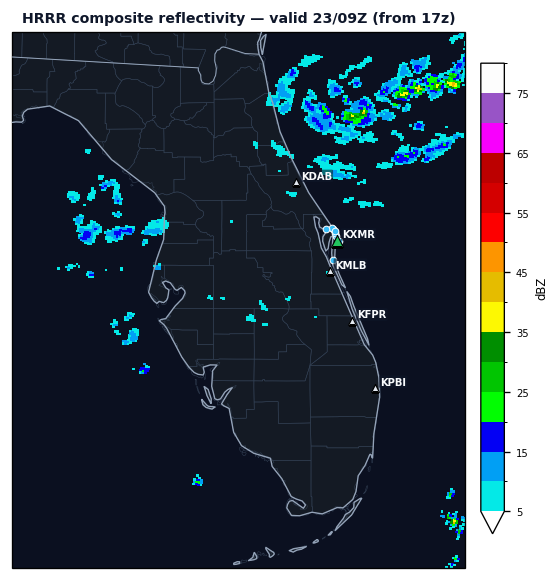 HRRR composite reflectivity — valid 23/09Z (from 17z)
KDAB
KXMR
KMLB
KFPR
KPBI
75
65
55
45
35
25
15
5
dBZ